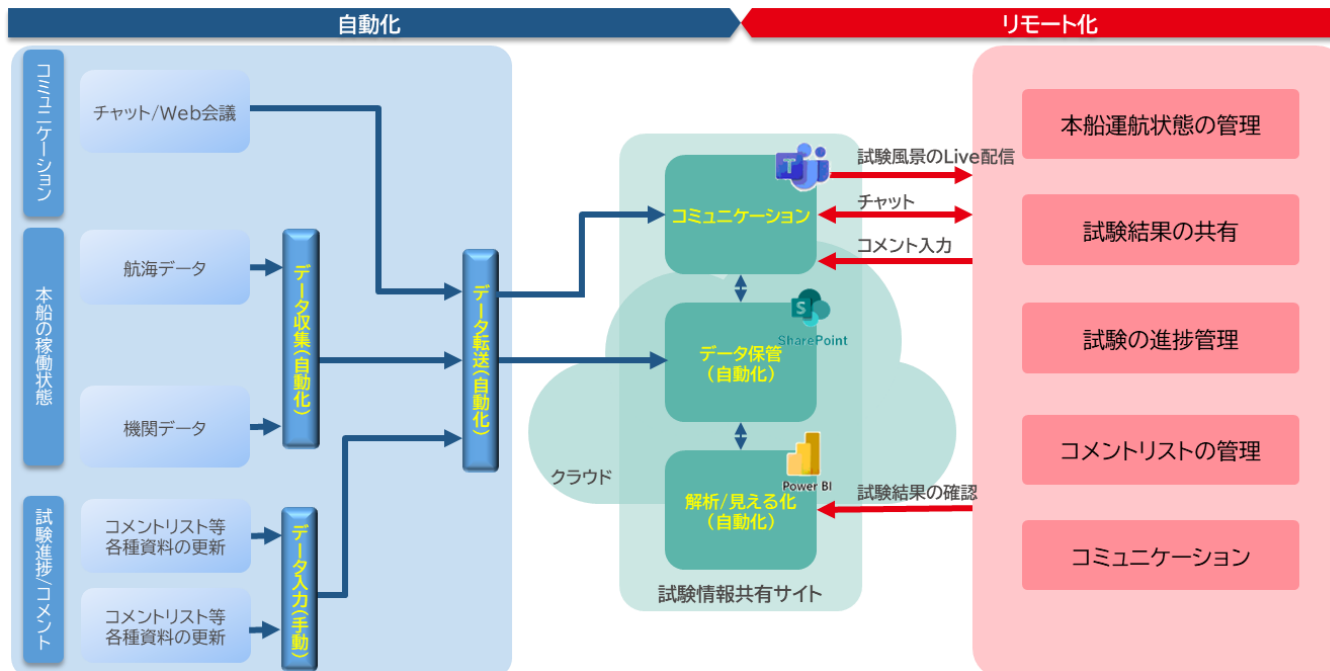 自動化
リモート化
コミュニケーション
チャット/Web会議
本船の稼働状態
航海データ
機関データ
データ収集(自動化)
試験進捗/コメント
コメントリスト等
各種資料の更新
コメントリスト等
各種資料の更新
データ入力(手動)
データ転送(自動化)
コミュニケーション
T
データ保管
(自動化)
S
SharePoint
解析/見える化
(自動化)
Power BI
クラウド
試験情報共有サイト
試験風景のLive配信
チャット
コメント入力
試験結果の確認
本船運航状態の管理
試験結果の共有
試験の進捗管理
コメントリストの管理
コミュニケーション